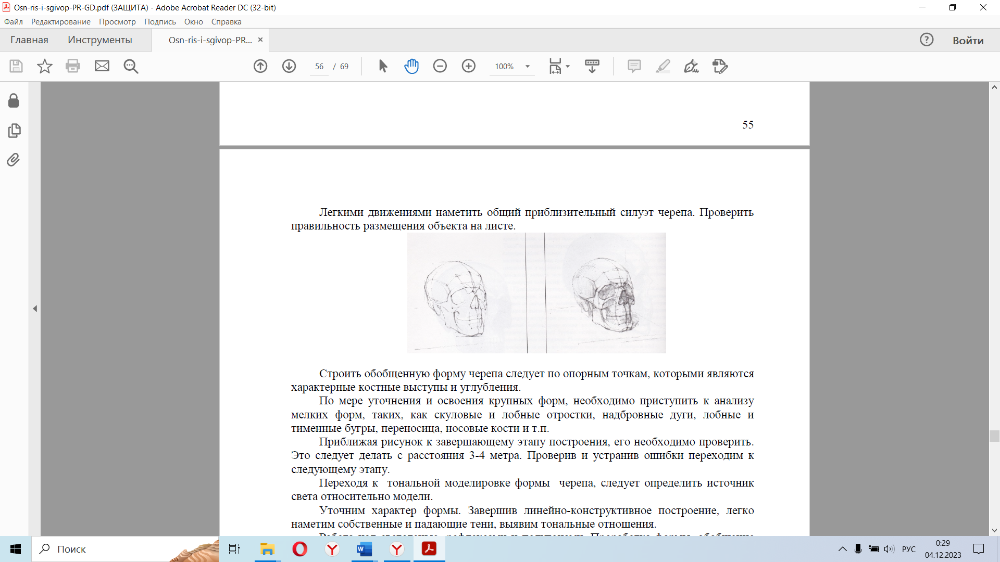 Osn-ris-i-sgivop-PR-GD.pdf (ЗАЩИТА) - Adobe Acrobat Reader DC (32-bit)
Файл Редактирование Просмотр Подпись Окно Справка
Главная Инструменты Osn-ris-i-sgivop-PR... × Войти
56 / 69 100%
55
Легкими движениями наметить общий приблизительный силуэт черепа. Проверить
правильность размещения объекта на листе.
Строить обобщенную форму черепа следует по опорным точкам, которыми являются
характерные костные выступы и углубления.
По мере уточнения и освоения крупных форм, необходимо приступить к анализу
мелких форм, таких, как скуловые и лобные отростки, надбровные дуги, лобные и
тименные бугры, переносица, носовые кости и т.п.
Приближая рисунок к завершающему этапу построения, его необходимо проверить.
Это следует делать с расстояния 3-4 метра. Проверив и устранив ошибки переходим к
следующему этапу.
Переходя к тональной моделировке формы черепа, следует определить источник
света относительно модели.
Уточним характер формы. Завершив линейно-конструктивное построение, легко
наметим собственные и падающие тени, выявим тональные отношения.
Поиск
РУС
0:29
04.12.2023